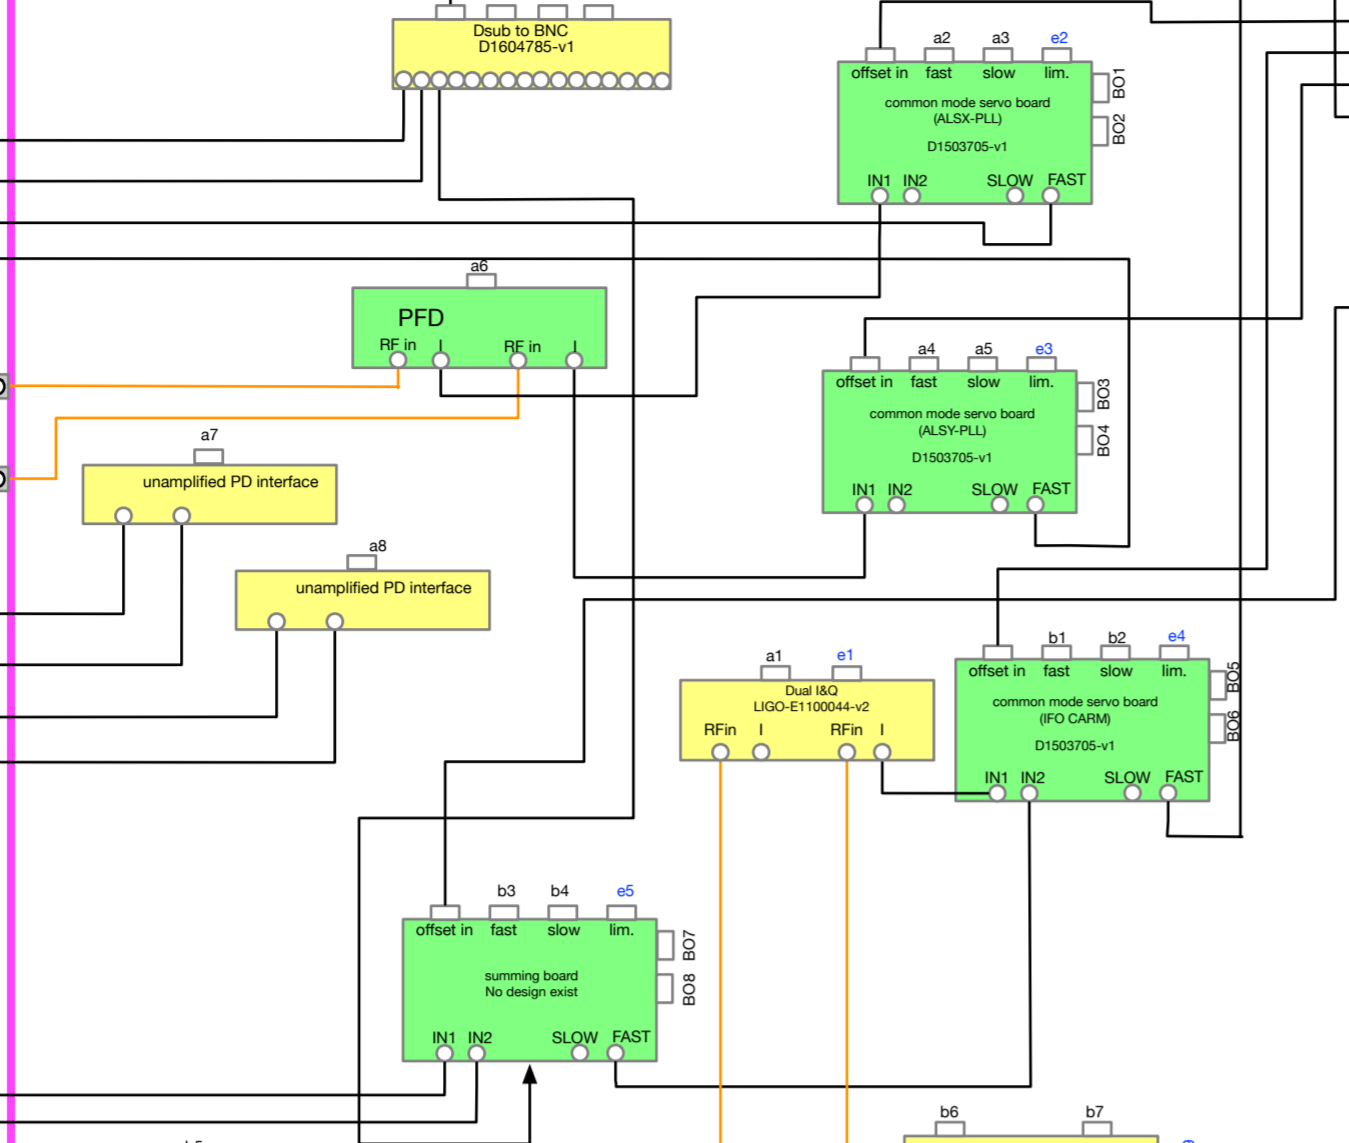 Dsub to BNC
D1604785-v1
a2 a3 e2
offset in fast slow lim.
BO1
BO2
common mode servo board
(ALSX-PLL)
D1503705-v1
IN1 IN2 SLOW FAST
a6
PFD
RF in I RF in I
a4 a5 e3
offset in fast slow lim.
BO3
BO4
common mode servo board
(ALSY-PLL)
D1503705-v1
IN1 IN2 SLOW FAST
a7
unamplified PD interface
a8
unamplified PD interface
a1 e1
Dual I&Q
LIGO-E1100044-v2
RFin I RFin I
b1 b2 e4
offset in fast slow lim.
BO5
BO6
common mode servo board
(IFO CARM)
D1503705-v1
IN1 IN2 SLOW FAST
b3 b4 e5
offset in fast slow lim.
BO7
BO8
summing board
No design exist
IN1 IN2 SLOW FAST
b6 b7